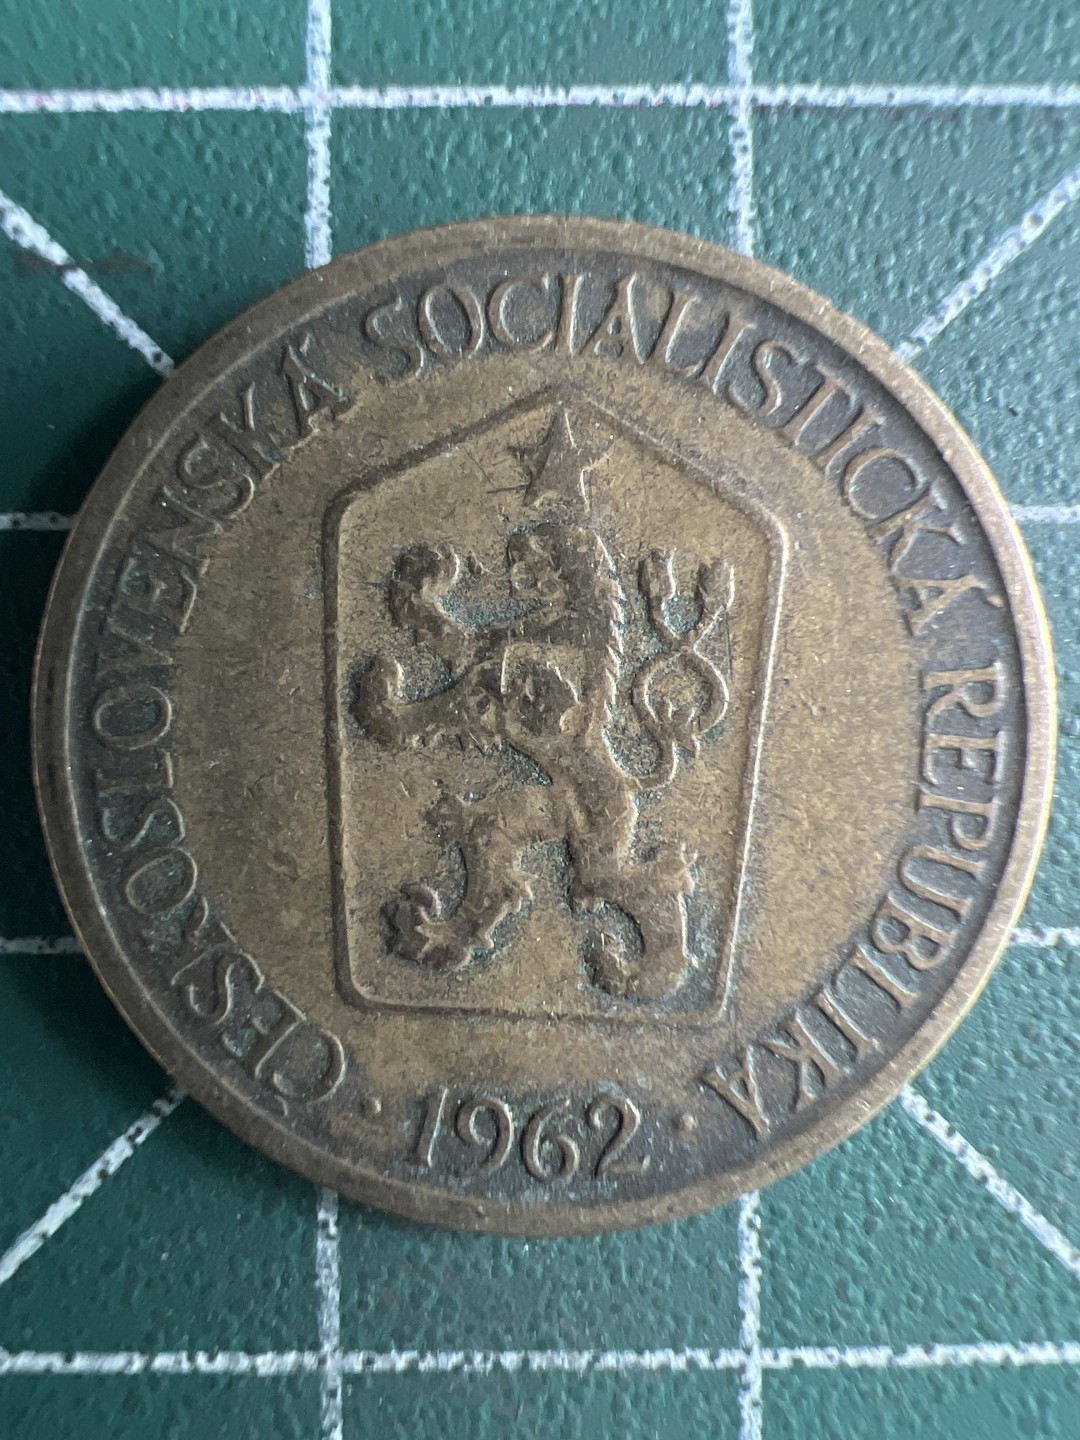 ČESKOSLOVENSKÁ SOCIALISTICKÁ REPUBLIKA
· 1962 ·